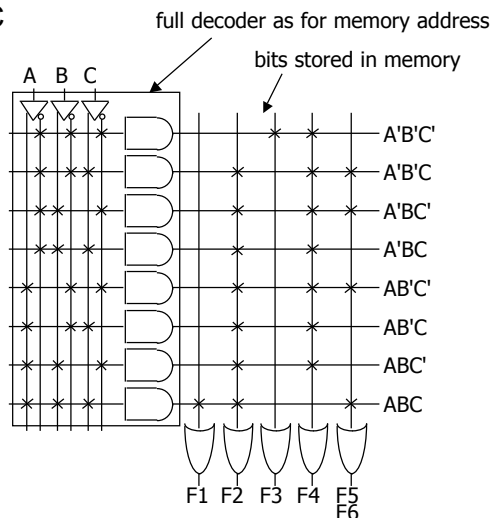 C
full decoder as for memory address
bits stored in memory
A B C
A'B'C'
A'B'C
A'BC'
A'BC
AB'C'
AB'C
ABC'
ABC
F1 F2 F3 F4 F5
F6